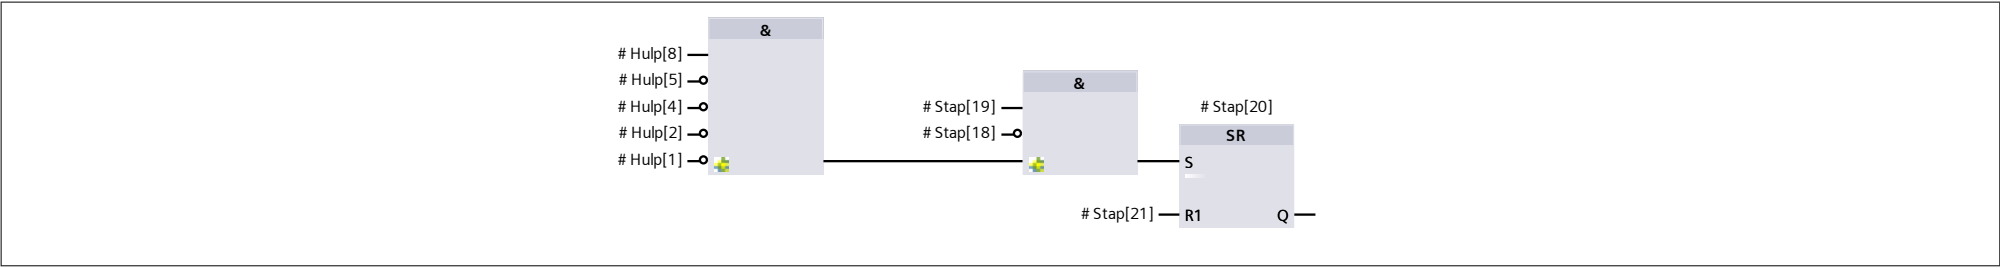 &
# Hulp[8]
# Hulp[5]
# Hulp[4]
# Hulp[2]
# Hulp[1]
&
# Stap[19]
# Stap[18]
# Stap[20]
SR
S
# Stap[21]
R1
Q